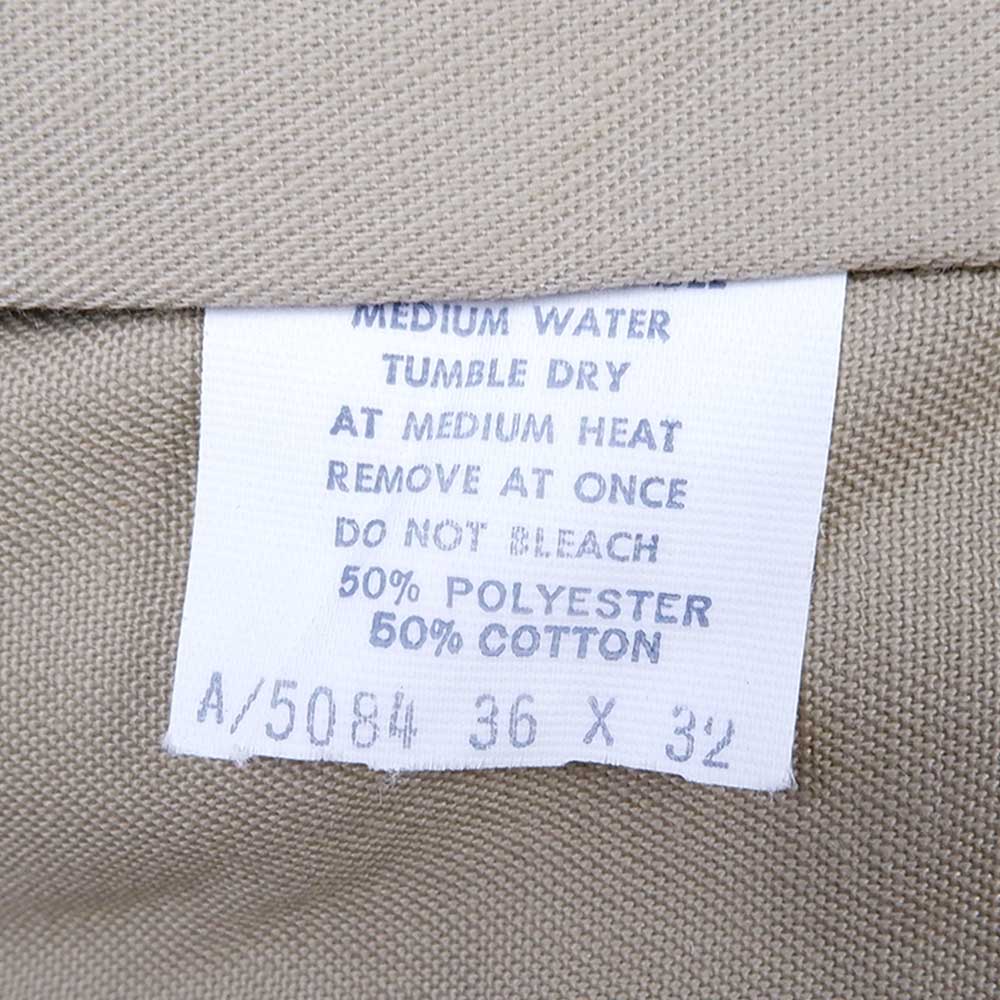 MEDIUM WATER
TUMBLE DRY
AT MEDIUM HEAT
REMOVE AT ONCE
DO NOT BLEACH
50% POLYESTER
50% COTTON
A/5084 36 X 32